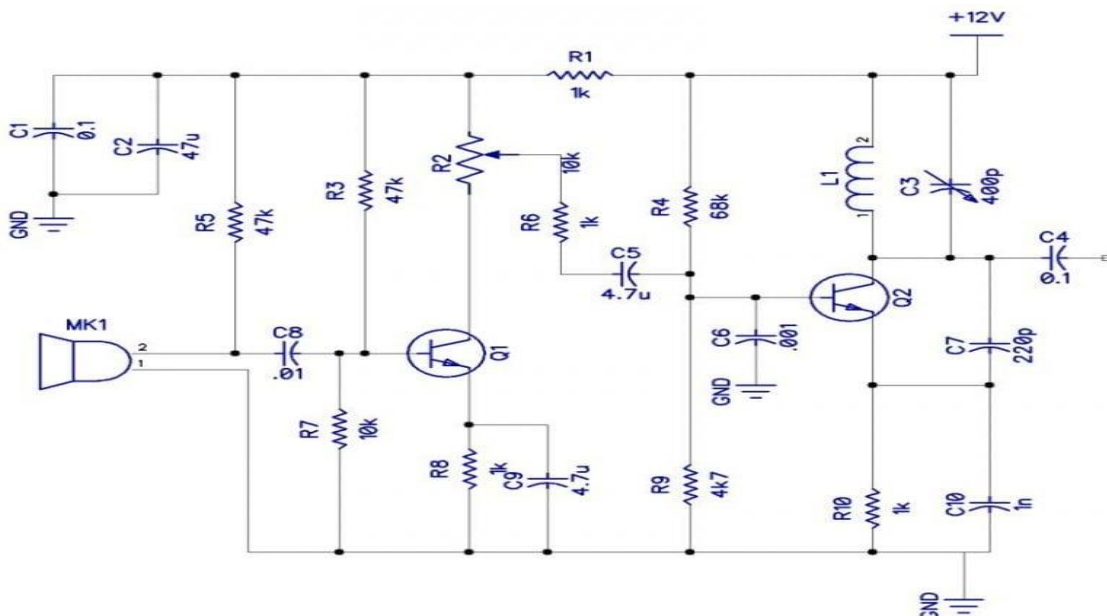 +12V
R1
1k
C1
0.1
C2
47u
R5
47k
R3
47k
R2
10k
R6
1k
C5
4.7u
R4
68k
L1
2
1
C3
400p
C4
0.1
GND
MK1
2
1
C8
.01
Q1
C6
.001
GND
Q2
C7
220p
R7
10k
R8
1k
C9
4.7u
R9
4k7
R10
1k
C10
1n
GND